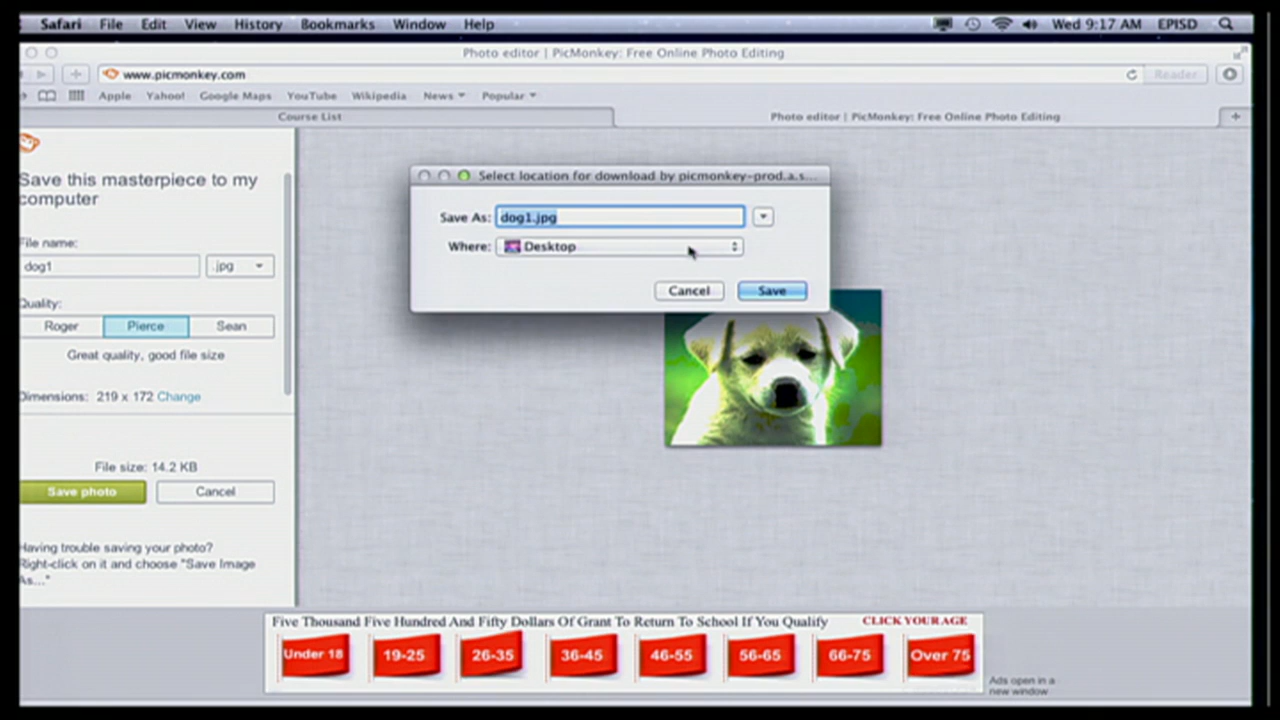 Safari File Edit View History Bookmarks Window Help Wed 9:17 AM EPISD
Photo editor | PicMonkey: Free Online Photo Editing
www.picmonkey.com Reader
Apple Yahoo! Google Maps YouTube Wikipedia News Popular
Course List Photo editor | PicMonkey: Free Online Photo Editing
Select location for download by picmonkey-prod.a.s...
Save As: dog1.jpg
Where: Desktop
Cancel Save
Save this masterpiece to my
computer
File name:
dog1 .jpg
Quality:
Roger Pierce Sean
Great quality, good file size
Dimensions: 219 x 172 Change
File size: 14.2 KB
Save photo Cancel
Having trouble saving your photo?
Right-click on it and choose "Save Image
As..."
Five Thousand Five Hundred And Fifty Dollars Of Grant To Return To School If You Qualify CLICK YOUR AGE
Under 18 19-25 26-35 36-45 46-55 56-65 66-75 Over 75
Ads open in a
new window